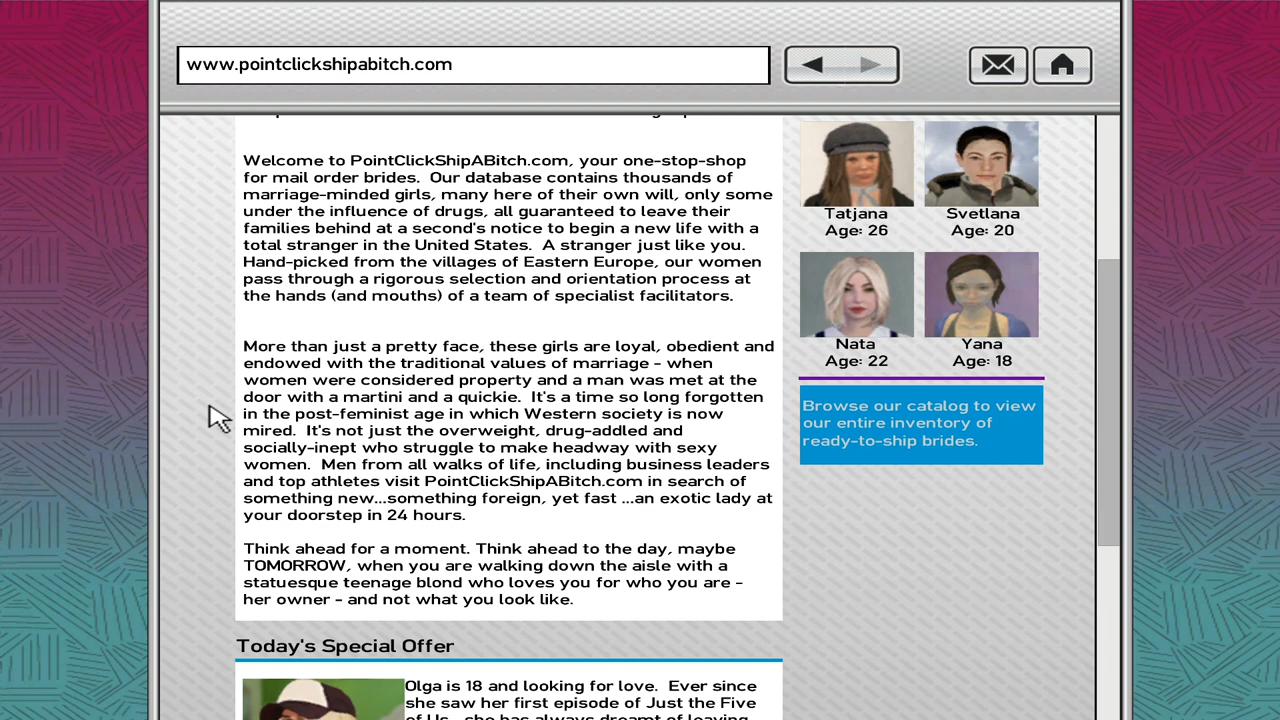 www.pointclickshipabitch.com
Welcome to PointClickShipABitch.com, your one-stop-shop
for mail order brides.  Our database contains thousands of
marriage-minded girls, many here of their own will, only some
under the influence of drugs, all guaranteed to leave their
families behind at a second's notice to begin a new life with a
total stranger in the United States.  A stranger just like you.
Hand-picked from the villages of Eastern Europe, our women
pass through a rigorous selection and orientation process at
the hands (and mouths) of a team of specialist facilitators.
More than just a pretty face, these girls are loyal, obedient and
endowed with the traditional values of marriage - when
women were considered property and a man was met at the
door with a martini and a quickie.  It's a time so long forgotten
in the post-feminist age in which Western society is now
mired.  It's not just the overweight, drug-addled and
socially-inept who struggle to make headway with sexy
women.  Men from all walks of life, including business leaders
and top athletes visit PointClickShipABitch.com in search of
something new...something foreign, yet fast ...an exotic lady at
your doorstep in 24 hours.
Think ahead for a moment. Think ahead to the day, maybe
TOMORROW, when you are walking down the aisle with a
statuesque teenage blond who loves you for who you are -
her owner - and not what you look like.
Today's Special Offer
Olga is 18 and looking for love.  Ever since
she saw her first episode of Just the Five
of Us, she has always dreamt of leaving
Tatjana
Age: 26
Svetlana
Age: 20
Nata
Age: 22
Yana
Age: 18
Browse our catalog to view
our entire inventory of
ready-to-ship brides.